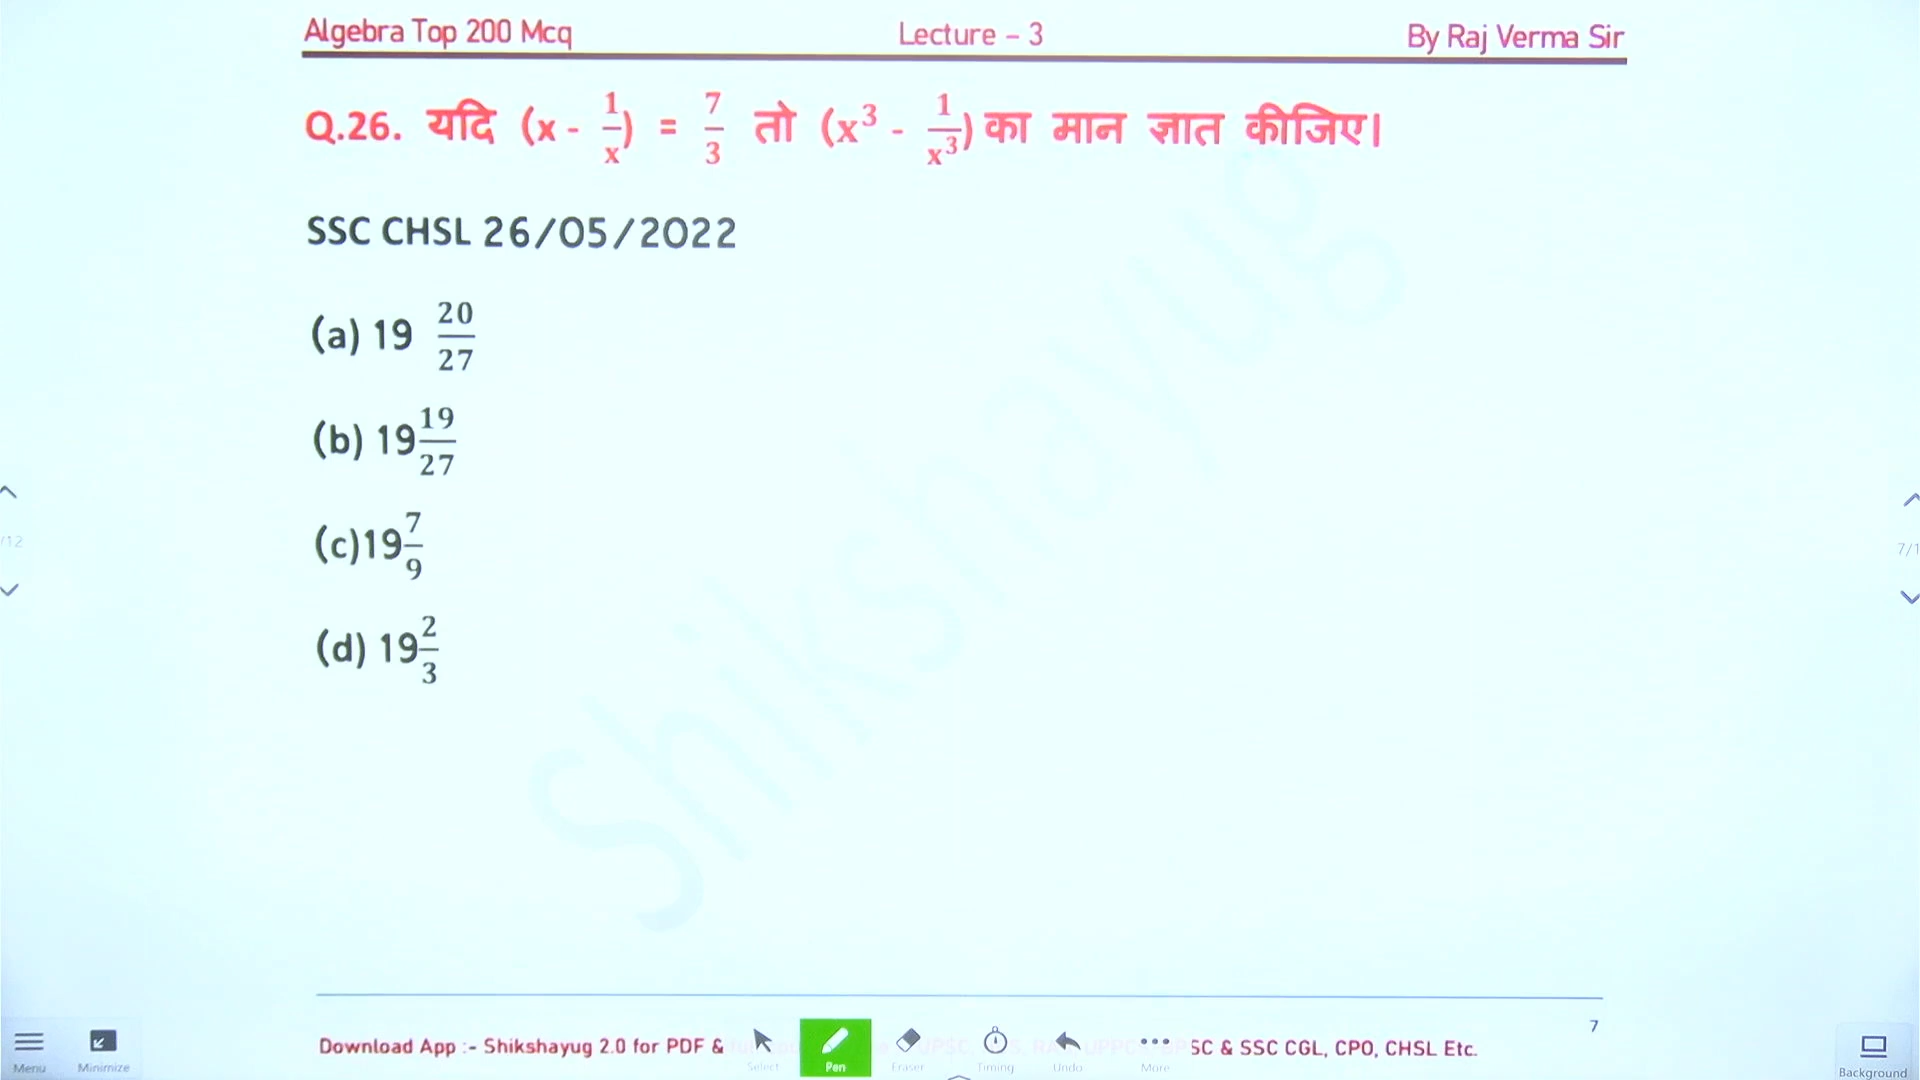 Algebra Top 200 Mcq Lecture – 3 By Raj Verma Sir
Q.26. यदि (x - 1/x) = 7/3 तो (x³ - 1/x³) का मान ज्ञात कीजिए।
SSC CHSL 26/05/2022
(a) 19 20/27
(b) 19 19/27
(c)19 7/9
(d) 19 2/3
Shikshayug
/12
7/1
7
Download App :- Shikshayug 2.0 for PDF & SC & SSC CGL, CPO, CHSL Etc.
Menu Minimize Select Pen Eraser Timing Undo More Background